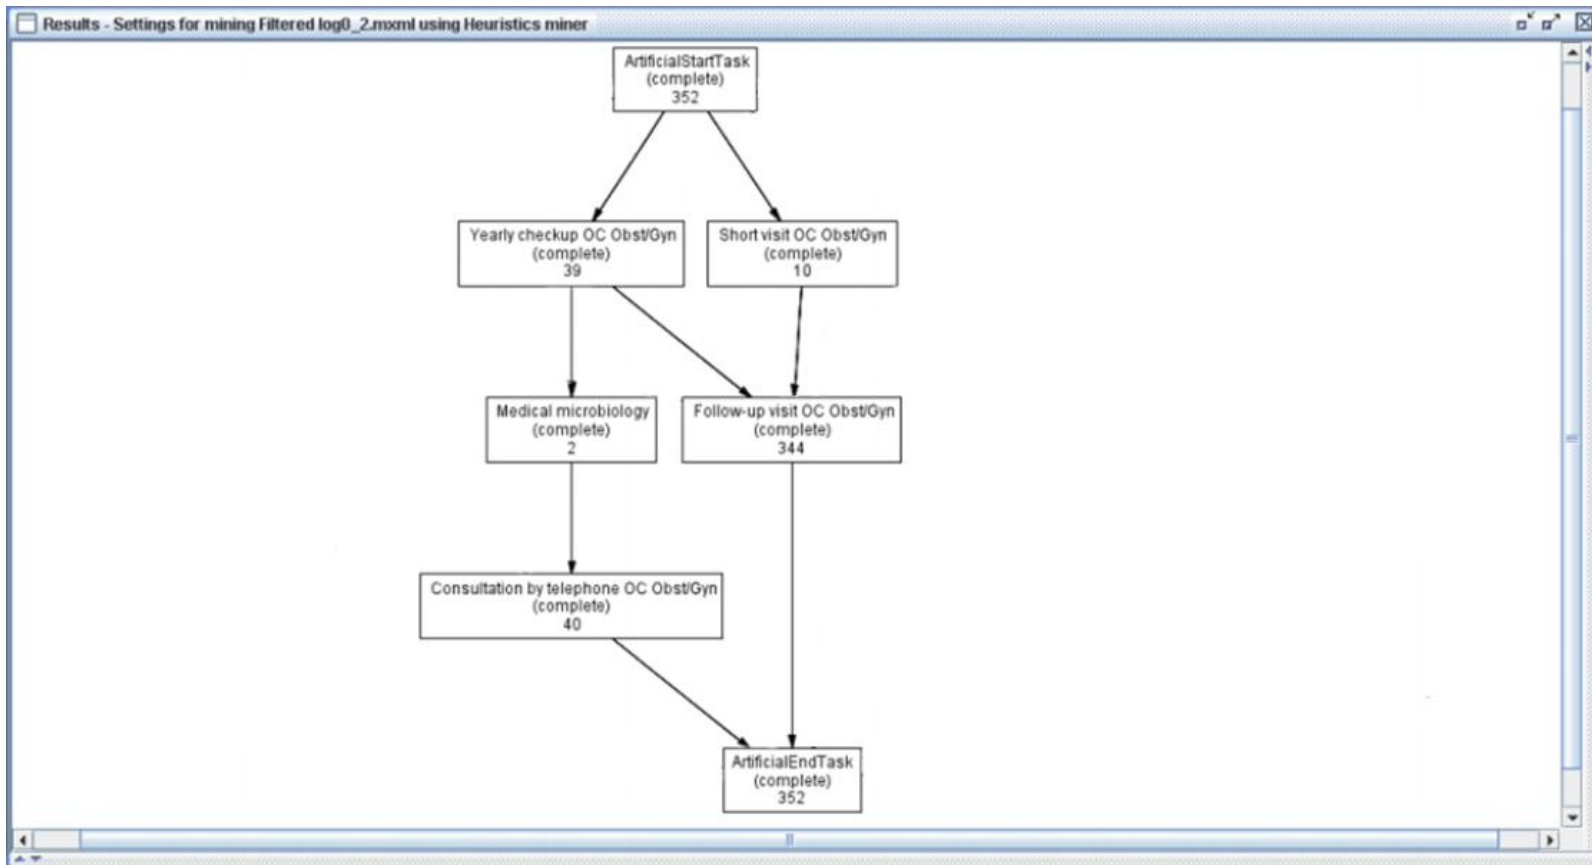 Results - Settings for mining Filtered log0_2.mxml using Heuristics miner
ArtificialStartTask
(complete)
352
Yearly checkup OC Obst/Gyn
(complete)
39
Short visit OC Obst/Gyn
(complete)
10
Medical microbiology
(complete)
2
Follow-up visit OC Obst/Gyn
(complete)
344
Consultation by telephone OC Obst/Gyn
(complete)
40
ArtificialEndTask
(complete)
352